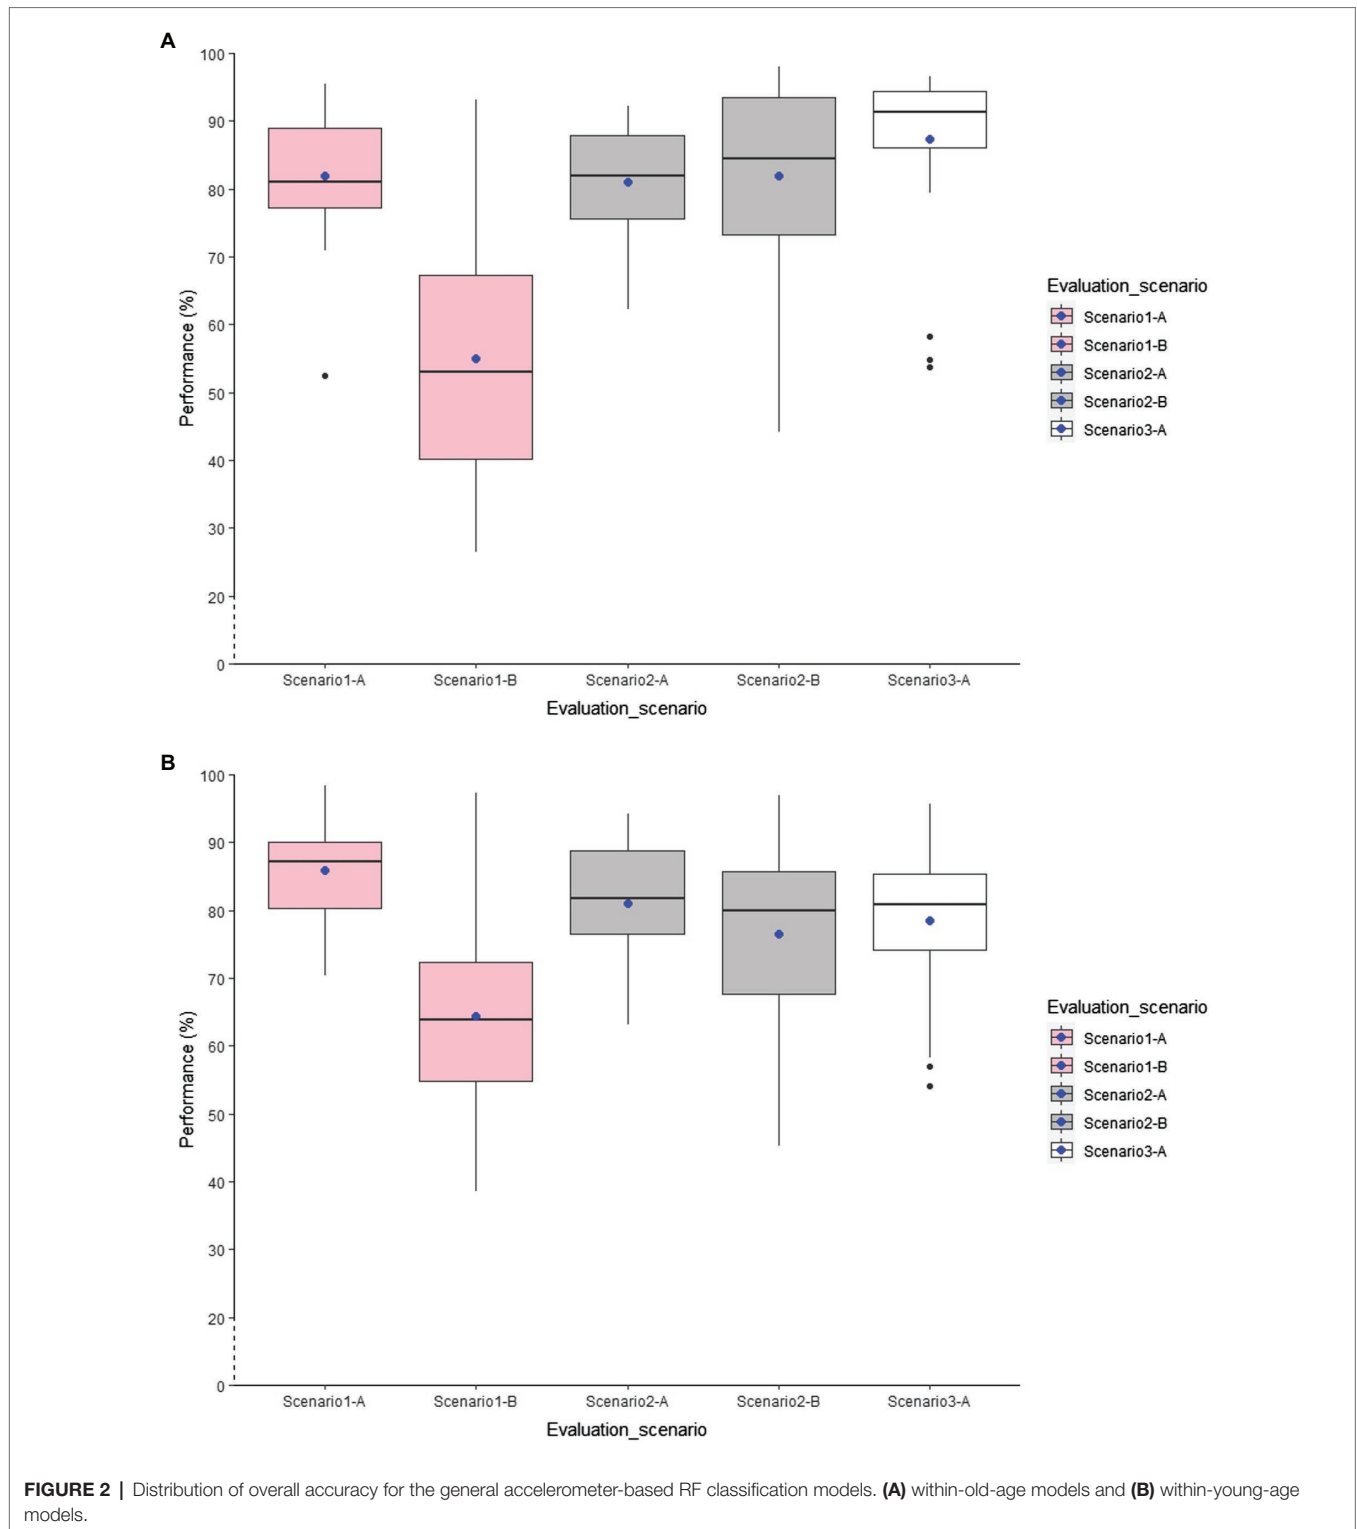 A
100
90
80
70
60
50
40
30
20
0
Performance (%)
Scenario1-A Scenario1-B Scenario2-A Scenario2-B Scenario3-A
Evaluation_scenario
Evaluation_scenario
Scenario1-A
Scenario1-B
Scenario2-A
Scenario2-B
Scenario3-A
B
100
90
80
70
60
50
40
30
20
0
Performance (%)
Scenario1-A Scenario1-B Scenario2-A Scenario2-B Scenario3-A
Evaluation_scenario
Evaluation_scenario
Scenario1-A
Scenario1-B
Scenario2-A
Scenario2-B
Scenario3-A
FIGURE 2 | Distribution of overall accuracy for the general accelerometer-based RF classification models. (A) within-old-age models and (B) within-young-age
models.